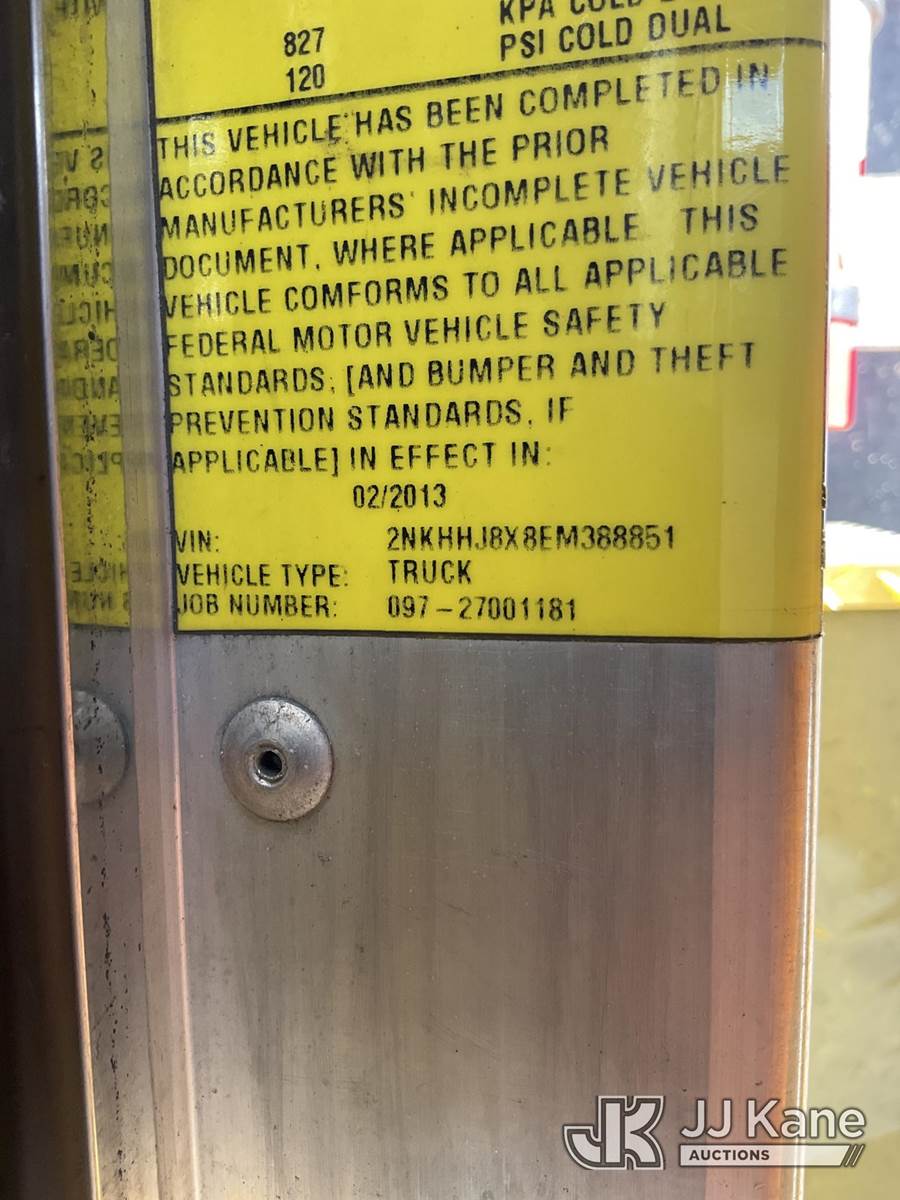 827 KPA COLD
120 PSI COLD DUAL
THIS VEHICLE HAS BEEN COMPLETED IN
ACCORDANCE WITH THE PRIOR
MANUFACTURERS' INCOMPLETE VEHICLE
DOCUMENT, WHERE APPLICABLE THIS
VEHICLE COMFORMS TO ALL APPLICABLE
FEDERAL MOTOR VEHICLE SAFETY
STANDARDS, [AND BUMPER AND THEFT
PREVENTION STANDARDS, IF
APPLICABLE] IN EFFECT IN:
02/2013
VIN: 2NKHHJ8X8EM388851
VEHICLE TYPE: TRUCK
JOB NUMBER: 097-27001181
JK JJ Kane
AUCTIONS